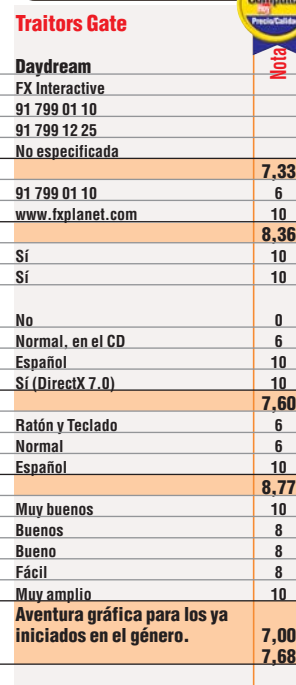 Computer
hoy
Precio/Calidad
Traitors Gate
Nota
Daydream
FX Interactive
91 799 01 10
91 799 12 25
No especificada
7,33
91 799 01 10 6
www.fxplanet.com 10
8,36
Sí 10
Sí 10
No 0
Normal, en el CD 6
Español 10
Sí (DirectX 7.0) 10
7,60
Ratón y Teclado 6
Normal 6
Español 10
8,77
Muy buenos 10
Buenos 8
Bueno 8
Fácil 8
Muy amplio 10
Aventura gráfica para los ya
iniciados en el género. 7,00
7,68